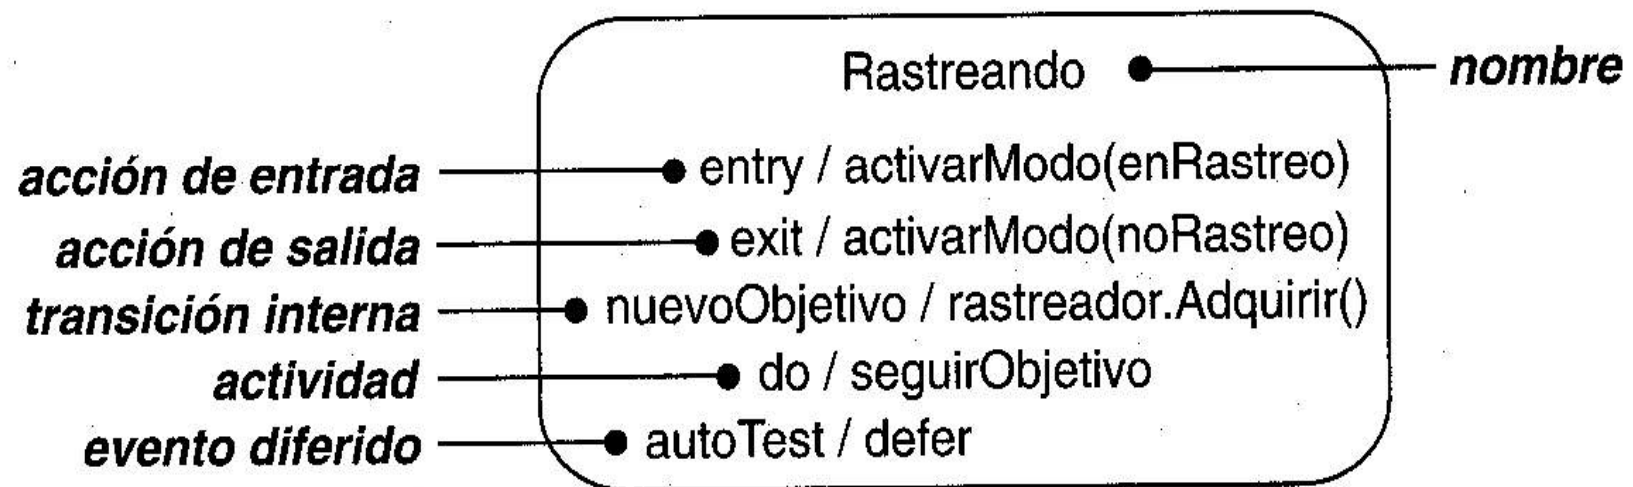 Rastreando nombre
acción de entrada entry / activarModo(enRastreo)
acción de salida exit / activarModo(noRastreo)
transición interna nuevoObjetivo / rastreador.Adquirir()
actividad do / seguirObjetivo
evento diferido autoTest / defer